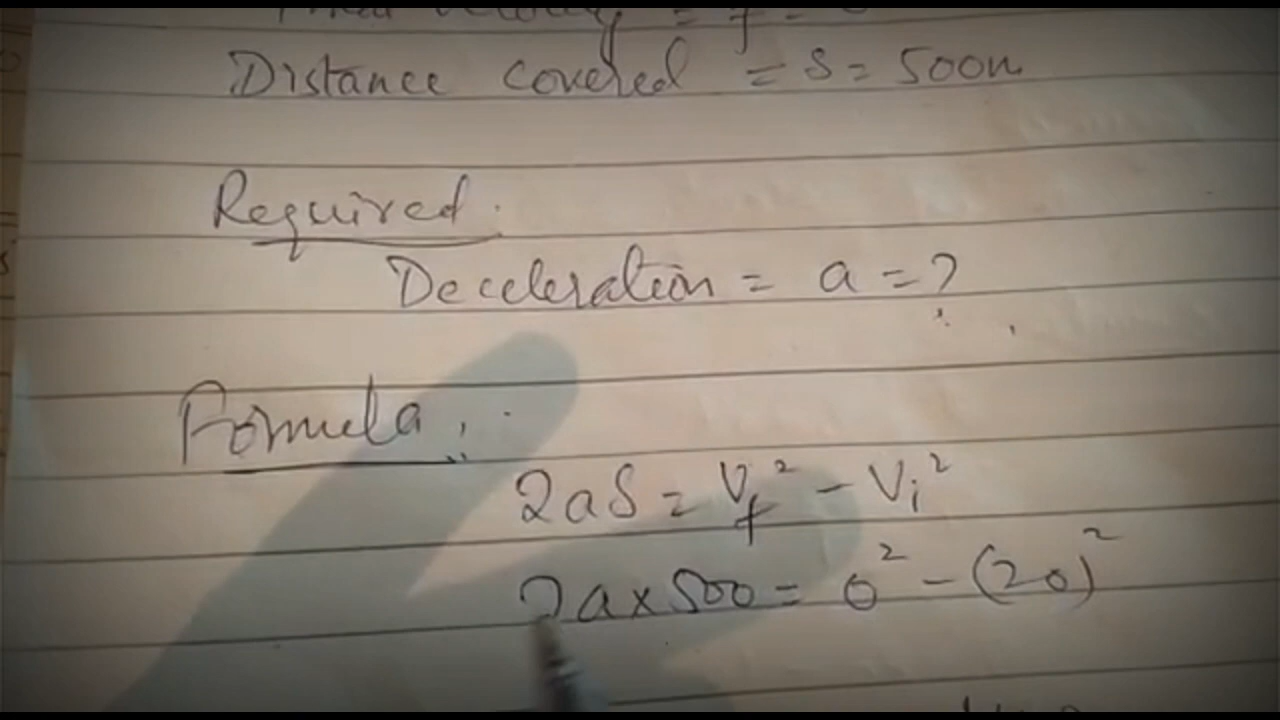 Distance covered = S = 500m
Required.
Deceleration = a = ?
Formula:
2aS = Vf² - Vi²
2a×500 = 0² - (20)²